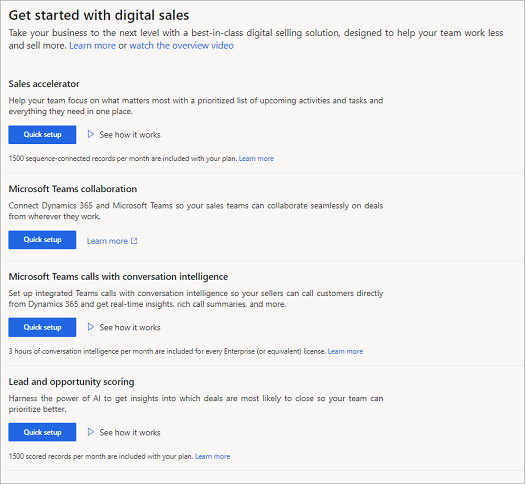 Get started with digital sales
Take your business to the next level with a best-in-class digital selling solution, designed to help your team work less
and sell more. Learn more or watch the overview video
Sales accelerator
Help your team focus on what matters most with a prioritized list of upcoming activities and tasks and
everything they need in one place.
Quick setup See how it works
1500 sequence-connected records per month are included with your plan. Learn more
Microsoft Teams collaboration
Connect Dynamics 365 and Microsoft Teams so your sales teams can collaborate seamlessly on deals
from wherever they work.
Quick setup Learn more
Microsoft Teams calls with conversation intelligence
Set up integrated Teams calls with conversation intelligence so your sellers can call customers directly
from Dynamics 365 and get real-time insights, rich call summaries, and more.
Quick setup See how it works
3 hours of conversation intelligence per month are included for every Enterprise (or equivalent) license. Learn more
Lead and opportunity scoring
Harness the power of AI to get insights into which deals are most likely to close so your team can
prioritize better.
Quick setup See how it works
1500 scored records per month are included with your plan. Learn more